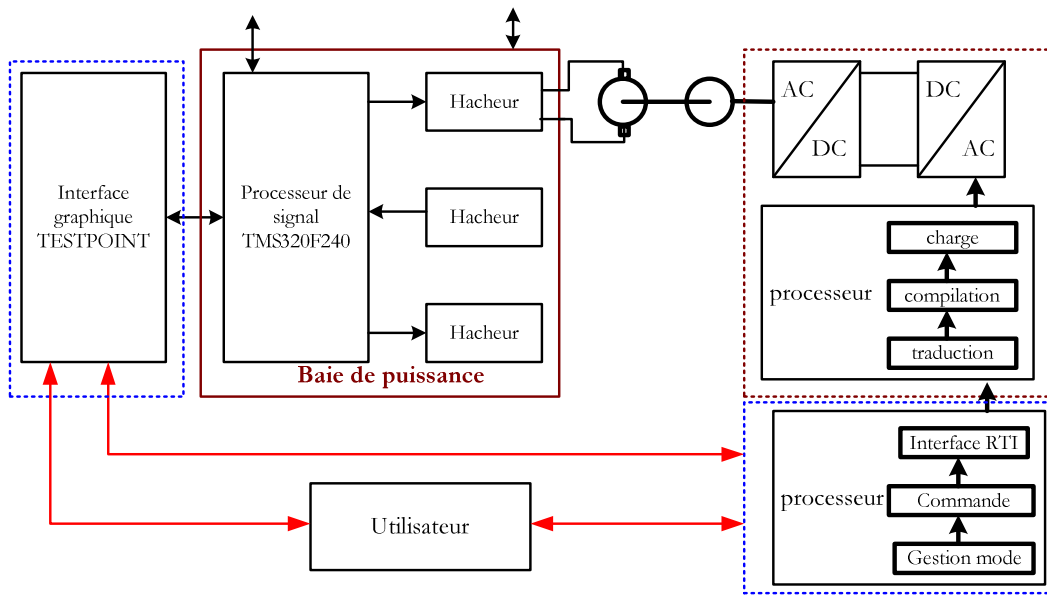 Interface
graphique
TESTPOINT
Processeur de
signal
TMS320F240
Hacheur
Hacheur
Hacheur
Baie de puissance
AC
DC
DC
AC
processeur
charge
compilation
traduction
processeur
Interface RTI
Commande
Gestion mode
Utilisateur